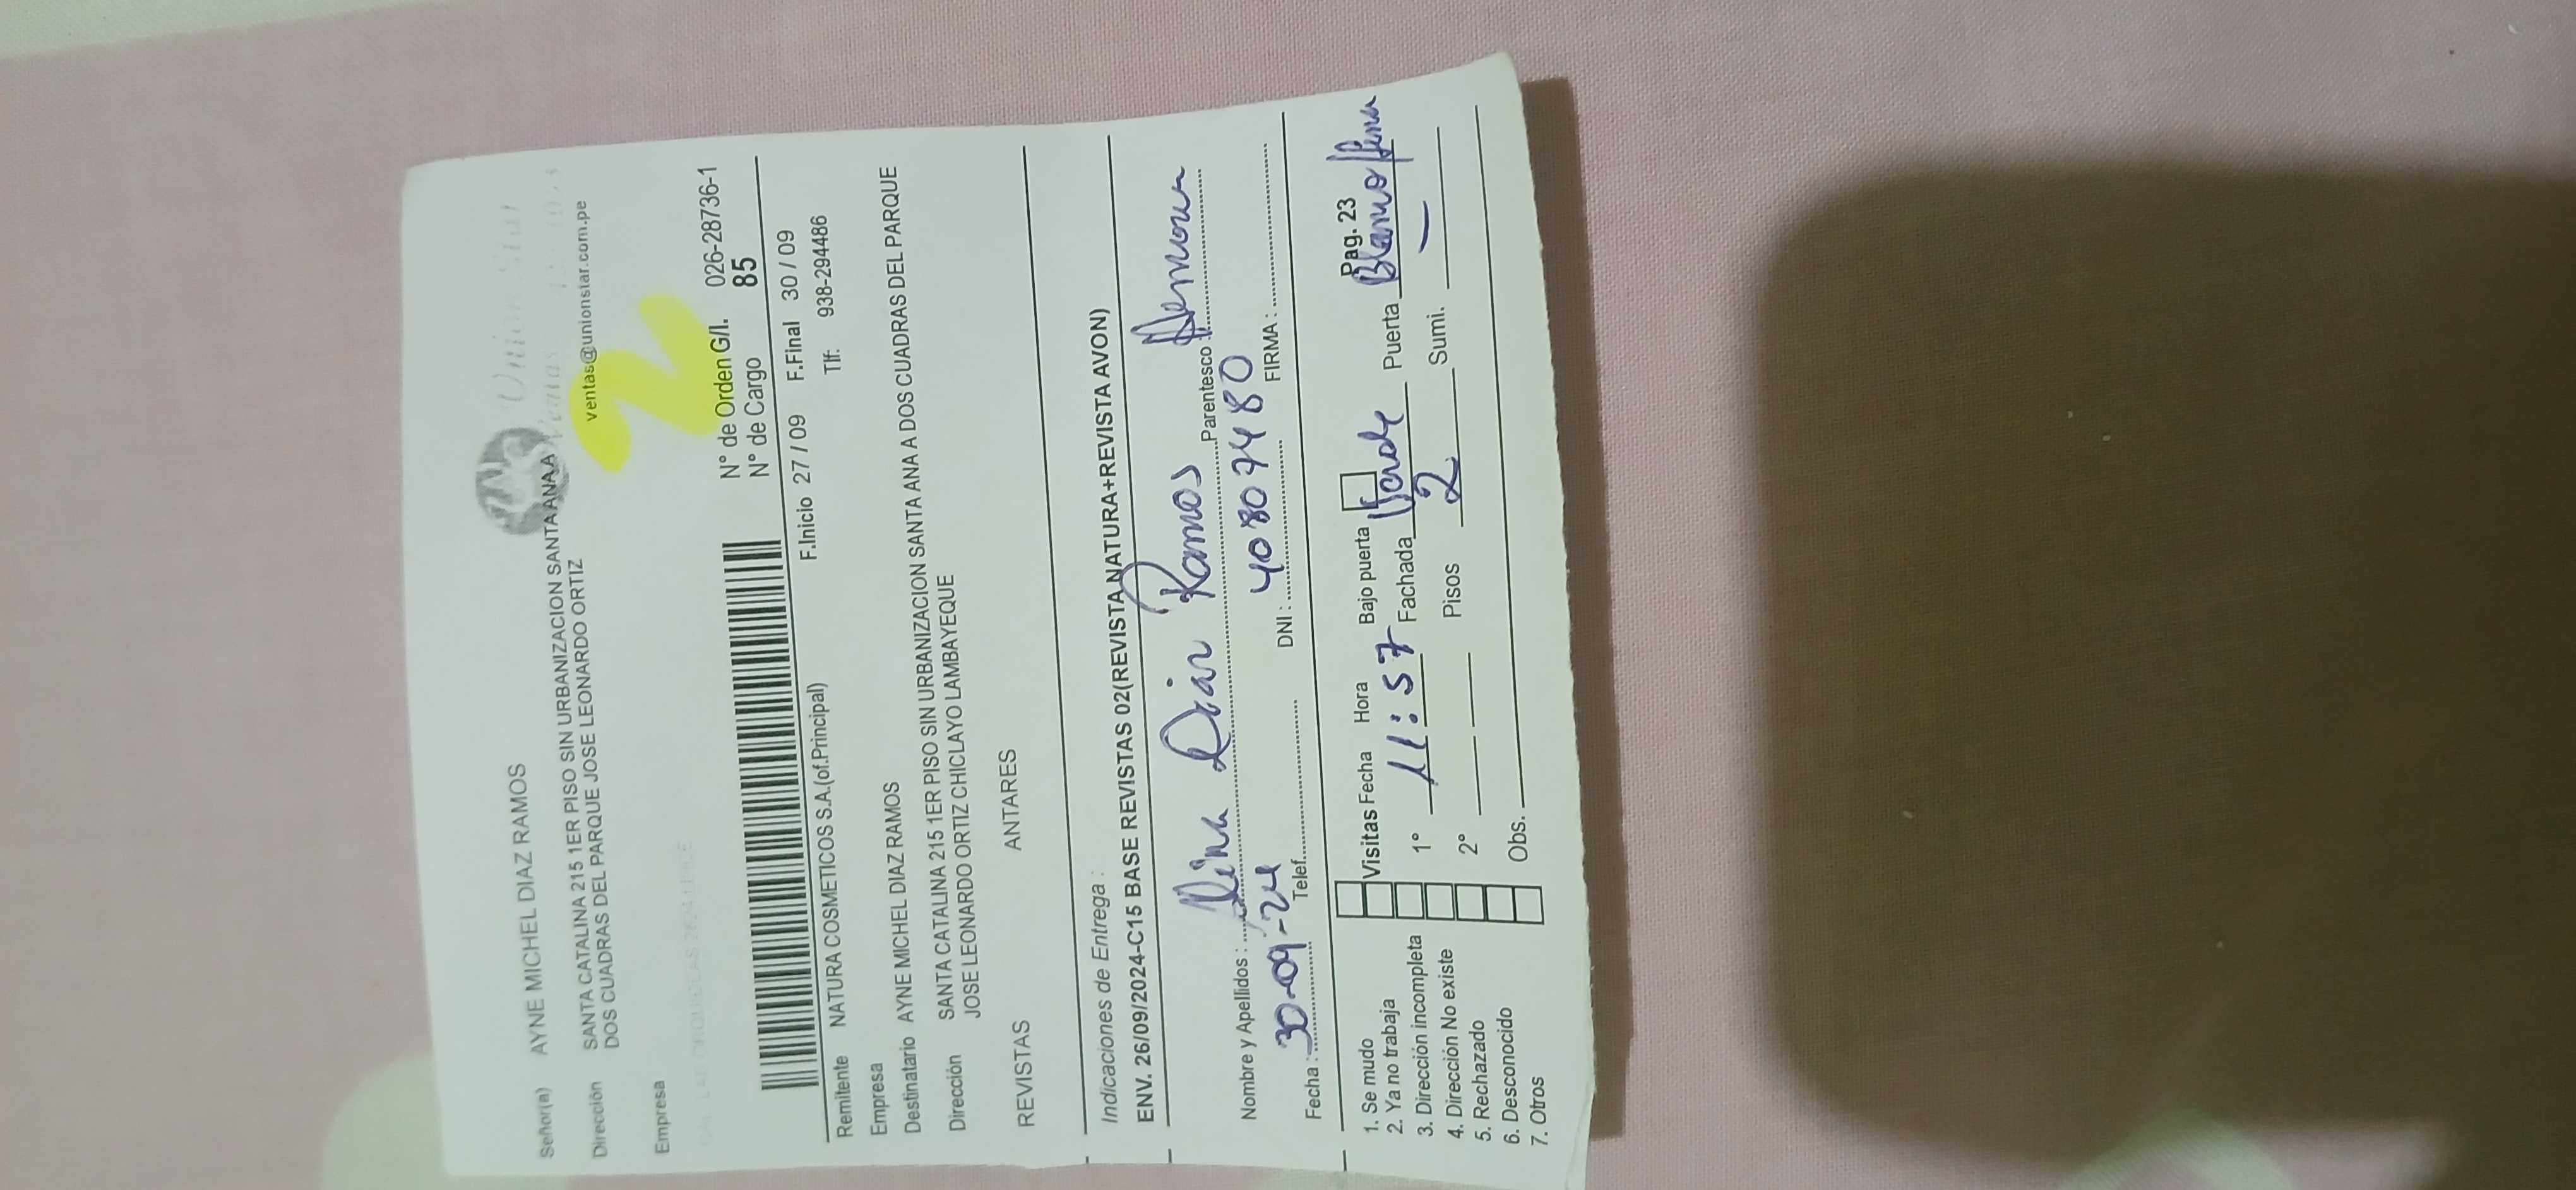 Union Star
ventas@unionstar.com.pe
Señor(a) AYNE MICHEL DIAZ RAMOS
Dirección SANTA CATALINA 215 1ER PISO SIN URBANIZACION SANTA ANA A
DOS CUADRAS DEL PARQUE JOSE LEONARDO ORTIZ
Empresa
N° de Orden G/I. 026-28736-1
N° de Cargo 85
F.Inicio 27 / 09 F.Final 30 / 09
Remitente NATURA COSMETICOS S.A.(of.Principal) Tlf: 938-294486
Empresa
Destinatario AYNE MICHEL DIAZ RAMOS
Dirección SANTA CATALINA 215 1ER PISO SIN URBANIZACION SANTA ANA A DOS CUADRAS DEL PARQUE
JOSE LEONARDO ORTIZ CHICLAYO LAMBAYEQUE
REVISTAS ANTARES
Indicaciones de Entrega :
ENV. 26/09/2024-C15 BASE REVISTAS 02(REVISTA NATURA+REVISTA AVON)
Nombre y Apellidos : Diaz Ramos Parentesco :
Fecha : 30-09-24 Telef. DNI : 40807480 FIRMA :
Pag. 23
1. Se mudo
2. Ya no trabaja
3. Dirección incompleta
4. Dirección No existe
5. Rechazado
6. Desconocido
7. Otros
Visitas Fecha Hora Bajo puerta
1° 11:57 Fachada Verde Puerta
2° Pisos 2 Sumi. —
Obs.